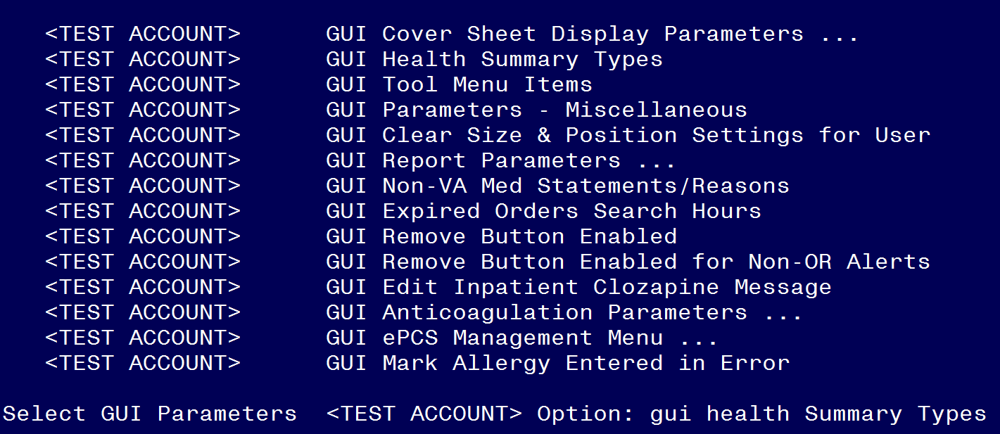 <TEST ACCOUNT> GUI Cover Sheet Display Parameters ...
<TEST ACCOUNT> GUI Health Summary Types
<TEST ACCOUNT> GUI Tool Menu Items
<TEST ACCOUNT> GUI Parameters - Miscellaneous
<TEST ACCOUNT> GUI Clear Size & Position Settings for User
<TEST ACCOUNT> GUI Report Parameters ...
<TEST ACCOUNT> GUI Non-VA Med Statements/Reasons
<TEST ACCOUNT> GUI Expired Orders Search Hours
<TEST ACCOUNT> GUI Remove Button Enabled
<TEST ACCOUNT> GUI Remove Button Enabled for Non-OR Alerts
<TEST ACCOUNT> GUI Edit Inpatient Clozapine Message
<TEST ACCOUNT> GUI Anticoagulation Parameters ...
<TEST ACCOUNT> GUI ePCS Management Menu ...
<TEST ACCOUNT> GUI Mark Allergy Entered in Error
Select GUI Parameters <TEST ACCOUNT> Option: gui health Summary Types